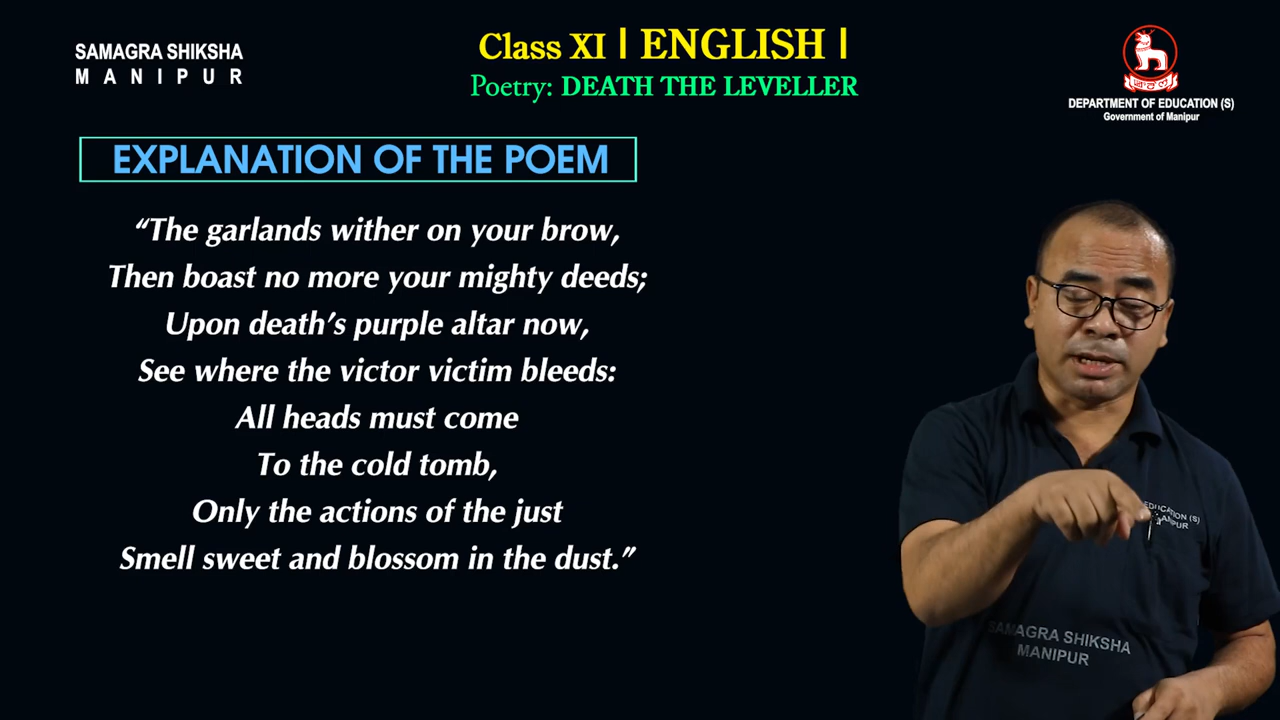 SAMAGRA SHIKSHA
MANIPUR
Class XI | ENGLISH |
Poetry: DEATH THE LEVELLER
DEPARTMENT OF EDUCATION (S)
Government of Manipur
EXPLANATION OF THE POEM
“The garlands wither on your brow,
Then boast no more your mighty deeds;
Upon death’s purple altar now,
See where the victor victim bleeds:
All heads must come
To the cold tomb,
Only the actions of the just
Smell sweet and blossom in the dust.”
EDUCATION (S)
MANIPUR
SAMAGRA SHIKSHA
MANIPUR